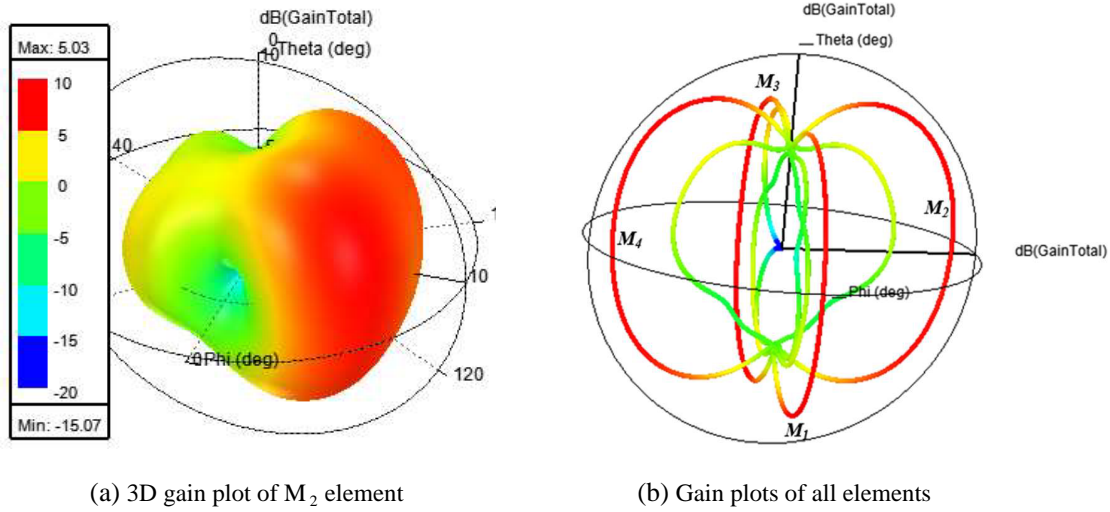 dB(GainTotal)
0
10
Theta (deg)
Max: 5.03
10
5
0
-5
-10
-15
-20
Min: -15.07
40
10
120
Phi (deg)
dB(GainTotal)
Theta (deg)
M3
M2
M4
dB(GainTotal)
Phi (deg)
M1
(a) 3D gain plot of M2 element
(b) Gain plots of all elements